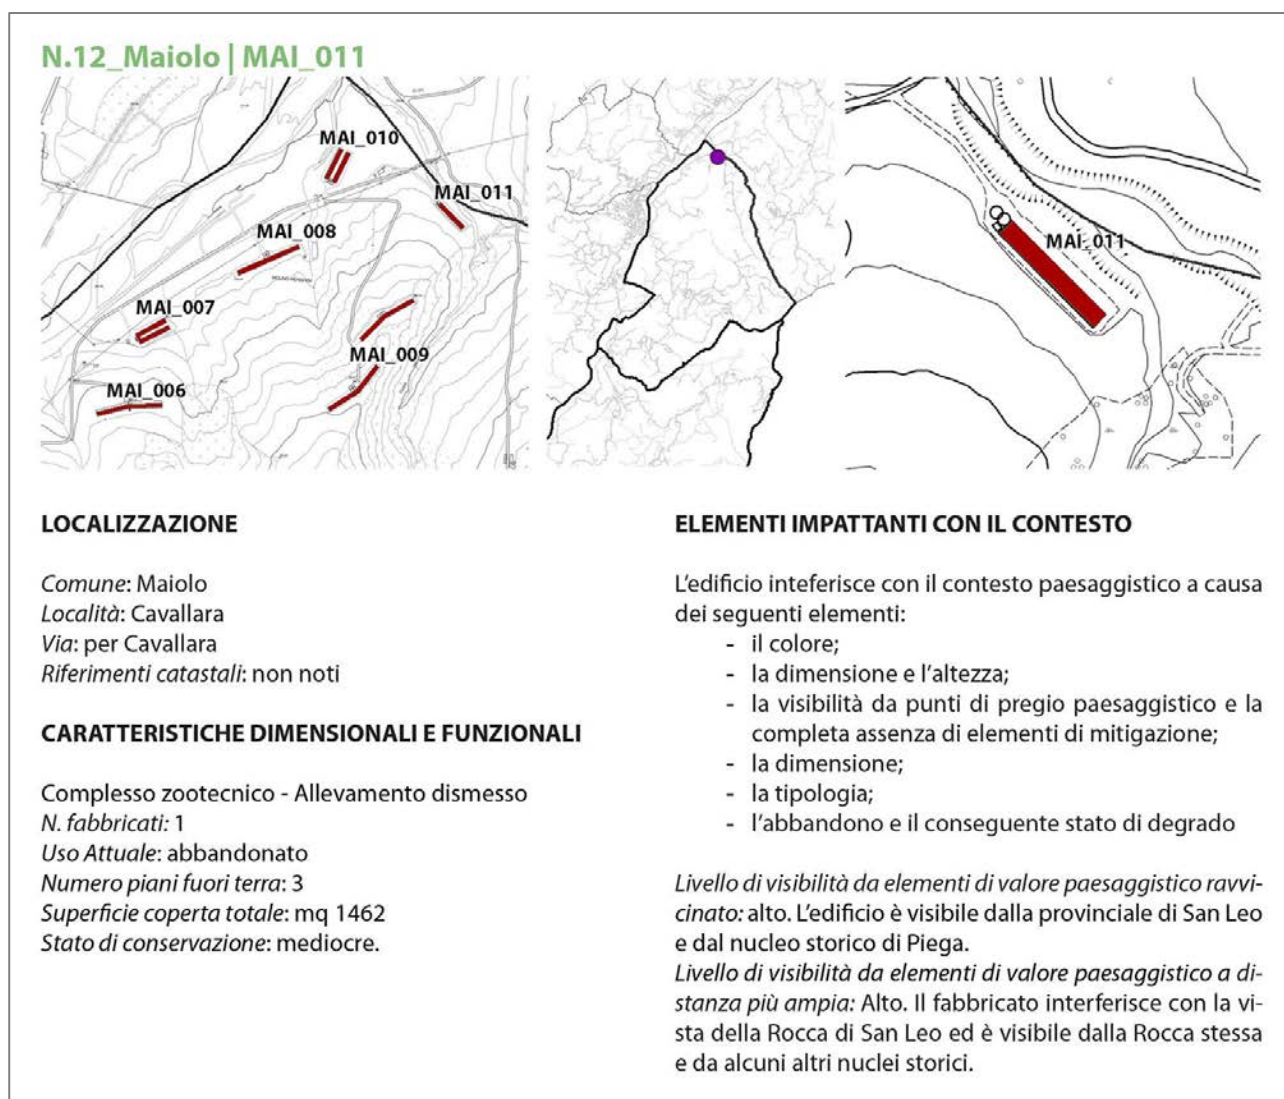 N.12_Maiolo | MAI_011
MAI_010
MAI_011
MAI_008
MAI_007
MAI_009
MAI_006
MAI_011
LOCALIZZAZIONE
Comune: Maiolo
Località: Cavallara
Via: per Cavallara
Riferimenti catastali: non noti
CARATTERISTICHE DIMENSIONALI E FUNZIONALI
Complesso zootecnico - Allevamento dismesso
N. fabbricati: 1
Uso Attuale: abbandonato
Numero piani fuori terra: 3
Superficie coperta totale: mq 1462
Stato di conservazione: mediocre.
ELEMENTI IMPATTANTI CON IL CONTESTO
L'edificio inteferisce con il contesto paesaggistico a causa
dei seguenti elementi:
- il colore;
- la dimensione e l'altezza;
- la visibilità da punti di pregio paesaggistico e la
completa assenza di elementi di mitigazione;
- la dimensione;
- la tipologia;
- l'abbandono e il conseguente stato di degrado
Livello di visibilità da elementi di valore paesaggistico ravvi-
cinato: alto. L'edificio è visibile dalla provinciale di San Leo
e dal nucleo storico di Piega.
Livello di visibilità da elementi di valore paesaggistico a di-
stanza più ampia: Alto. Il fabbricato interferisce con la vi-
sta della Rocca di San Leo ed è visibile dalla Rocca stessa
e da alcuni altri nuclei storici.